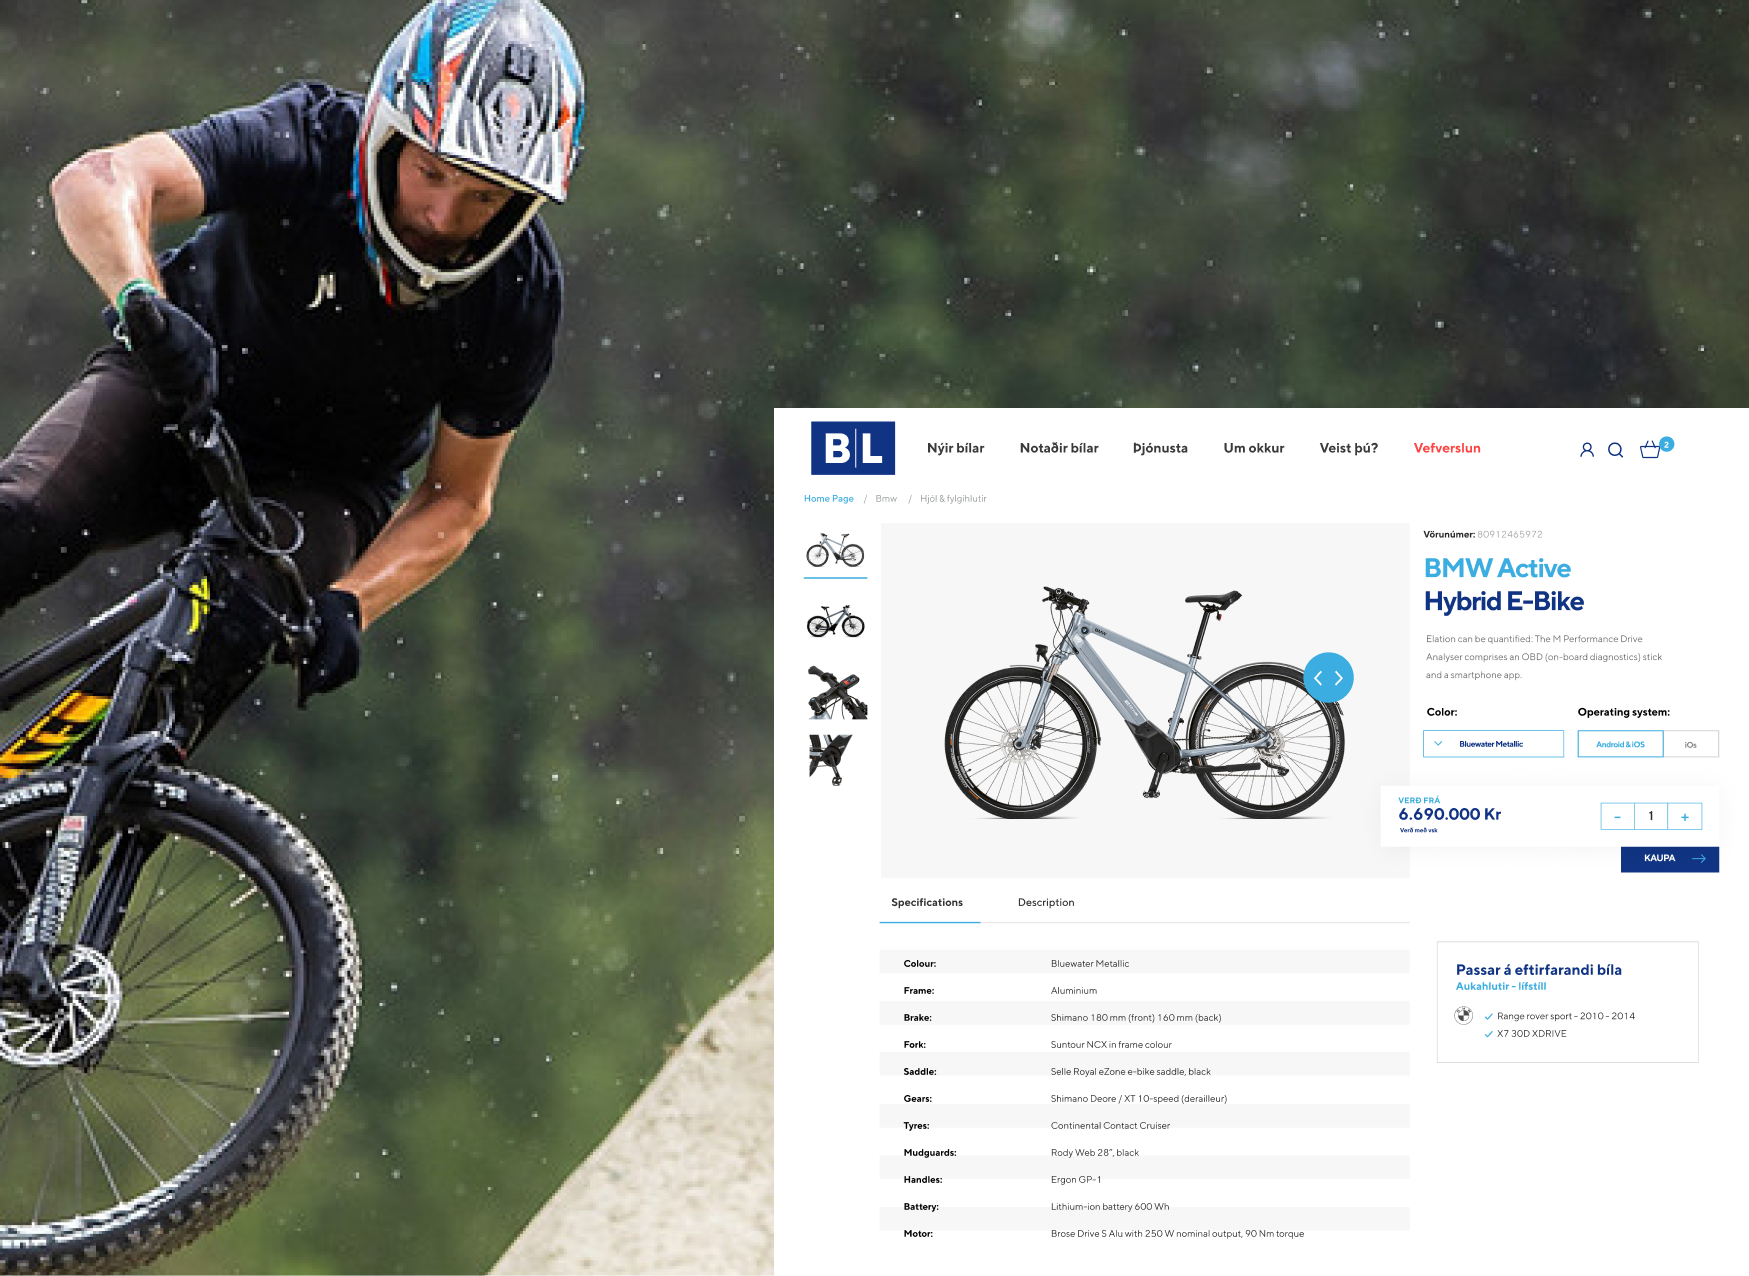 B|L
Nýir bílar Notaðir bílar Þjónusta Um okkur Veist þú? Vefverslun
2
Home Page / Bmw / Hjól & fylgihlutir
Vörunúmer: 80912465972
BMW Active
Hybrid E-Bike
Elation can be quantified: The M Performance Drive
Analyser comprises an OBD (on-board diagnostics) stick
and a smartphone app.
Color: Operating system:
Bluewater Metallic Android & iOS iOs
VERÐ FRÁ
6.690.000 Kr
Verð með vsk
- 1 +
KAUPA
Specifications Description
Colour: Bluewater Metallic
Frame: Aluminium
Brake: Shimano 180 mm (front) 160 mm (back)
Fork: Suntour NCX in frame colour
Saddle: Selle Royal eZone e-bike saddle, black
Gears: Shimano Deore / XT 10-speed (derailleur)
Tyres: Continental Contact Cruiser
Mudguards: Rody Web 28", black
Handles: Ergon GP-1
Battery: Lithium-ion battery 600 Wh
Motor: Brose Drive S Alu with 250 W nominal output, 90 Nm torque
Passar á eftirfarandi bíla
Aukahlutir - lífstíll
Range rover sport - 2010 - 2014
X7 30D XDRIVE